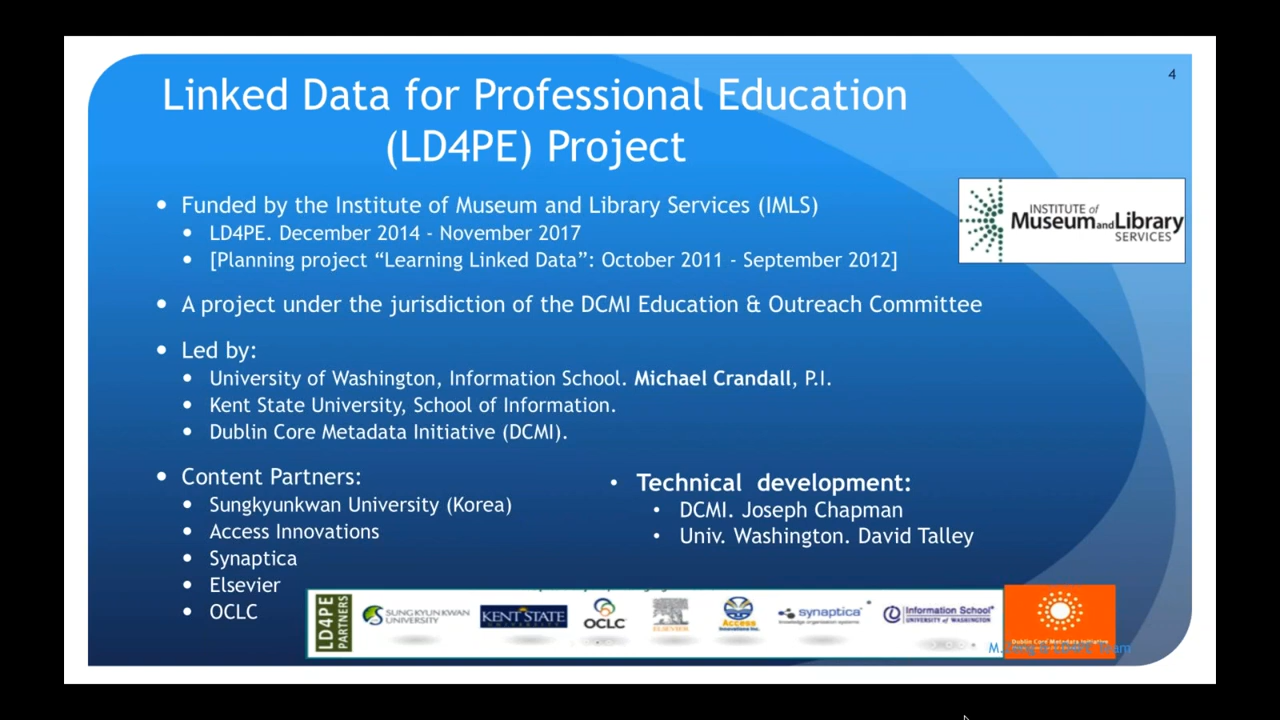 4
Linked Data for Professional Education
(LD4PE) Project
• Funded by the Institute of Museum and Library Services (IMLS)
• LD4PE. December 2014 - November 2017
• [Planning project “Learning Linked Data”: October 2011 - September 2012]
INSTITUTE of
Museum and Library
SERVICES
• A project under the jurisdiction of the DCMI Education & Outreach Committee
• Led by:
• University of Washington, Information School. Michael Crandall, P.I.
• Kent State University, School of Information.
• Dublin Core Metadata Initiative (DCMI).
• Content Partners:
• Sungkyunkwan University (Korea)
• Access Innovations
• Synaptica
• Elsevier
• OCLC
• Technical development:
• DCMI. Joseph Chapman
• Univ. Washington. David Talley
LD4PE
PARTNERS
SUNGKYUNKWAN
UNIVERSITY
KENT STATE
UNIVERSITY
OCLC
ELSEVIER
Access
Innovations Inc.
synaptica
knowledge organization systems
Information School
UNIVERSITY of WASHINGTON
Dublin Core Metadata Initiative
Team